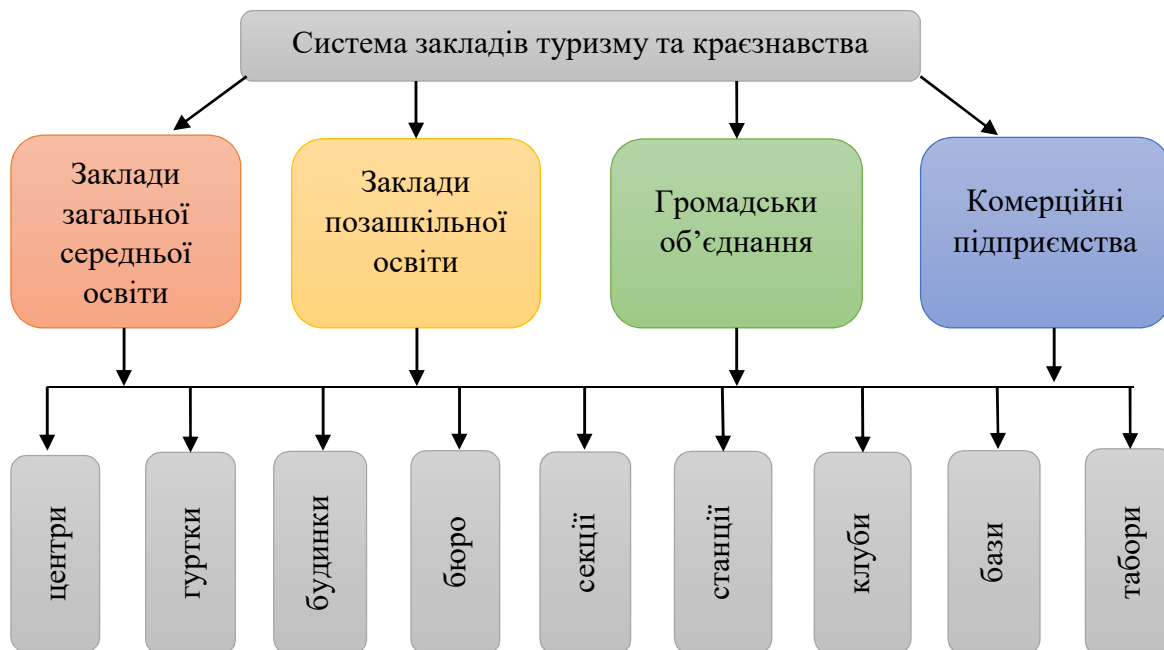 Система закладів туризму та краєзнавства
Заклади
загальної
середньої
освіти
Заклади
позашкільної
освіти
Громадськи
об’єднання
Комерційні
підприємства
центри
гуртки
будинки
бюро
секції
станції
клуби
бази
табори